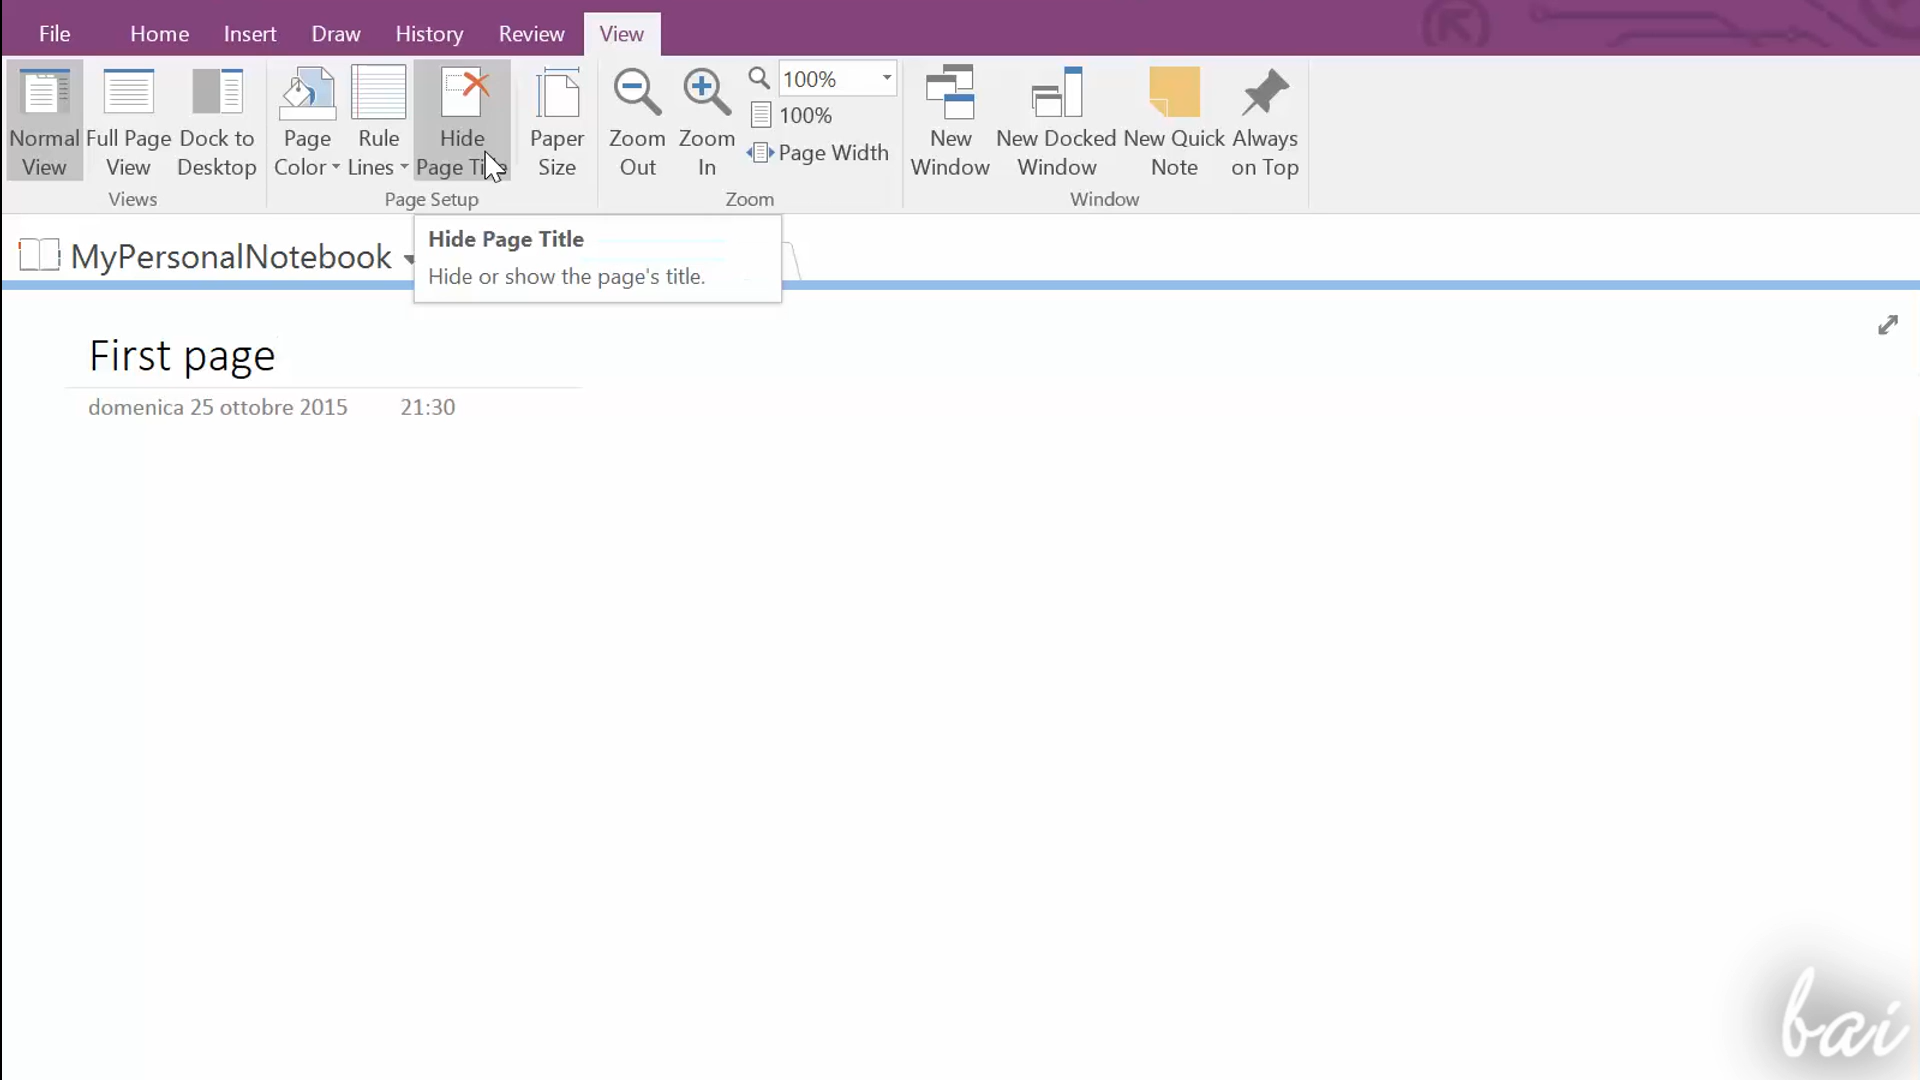 File Home Insert Draw History Review View
100%
100%
Page Width
Normal View
Full Page View
Dock to Desktop
Page Color
Rule Lines
Hide Page Title
Paper Size
Zoom Out
Zoom In
New Window
New Docked Window
New Quick Note
Always on Top
Views Page Setup Zoom Window
MyPersonalNotebook
Hide Page Title
Hide or show the page's title.
First page
domenica 25 ottobre 2015 21:30
bai